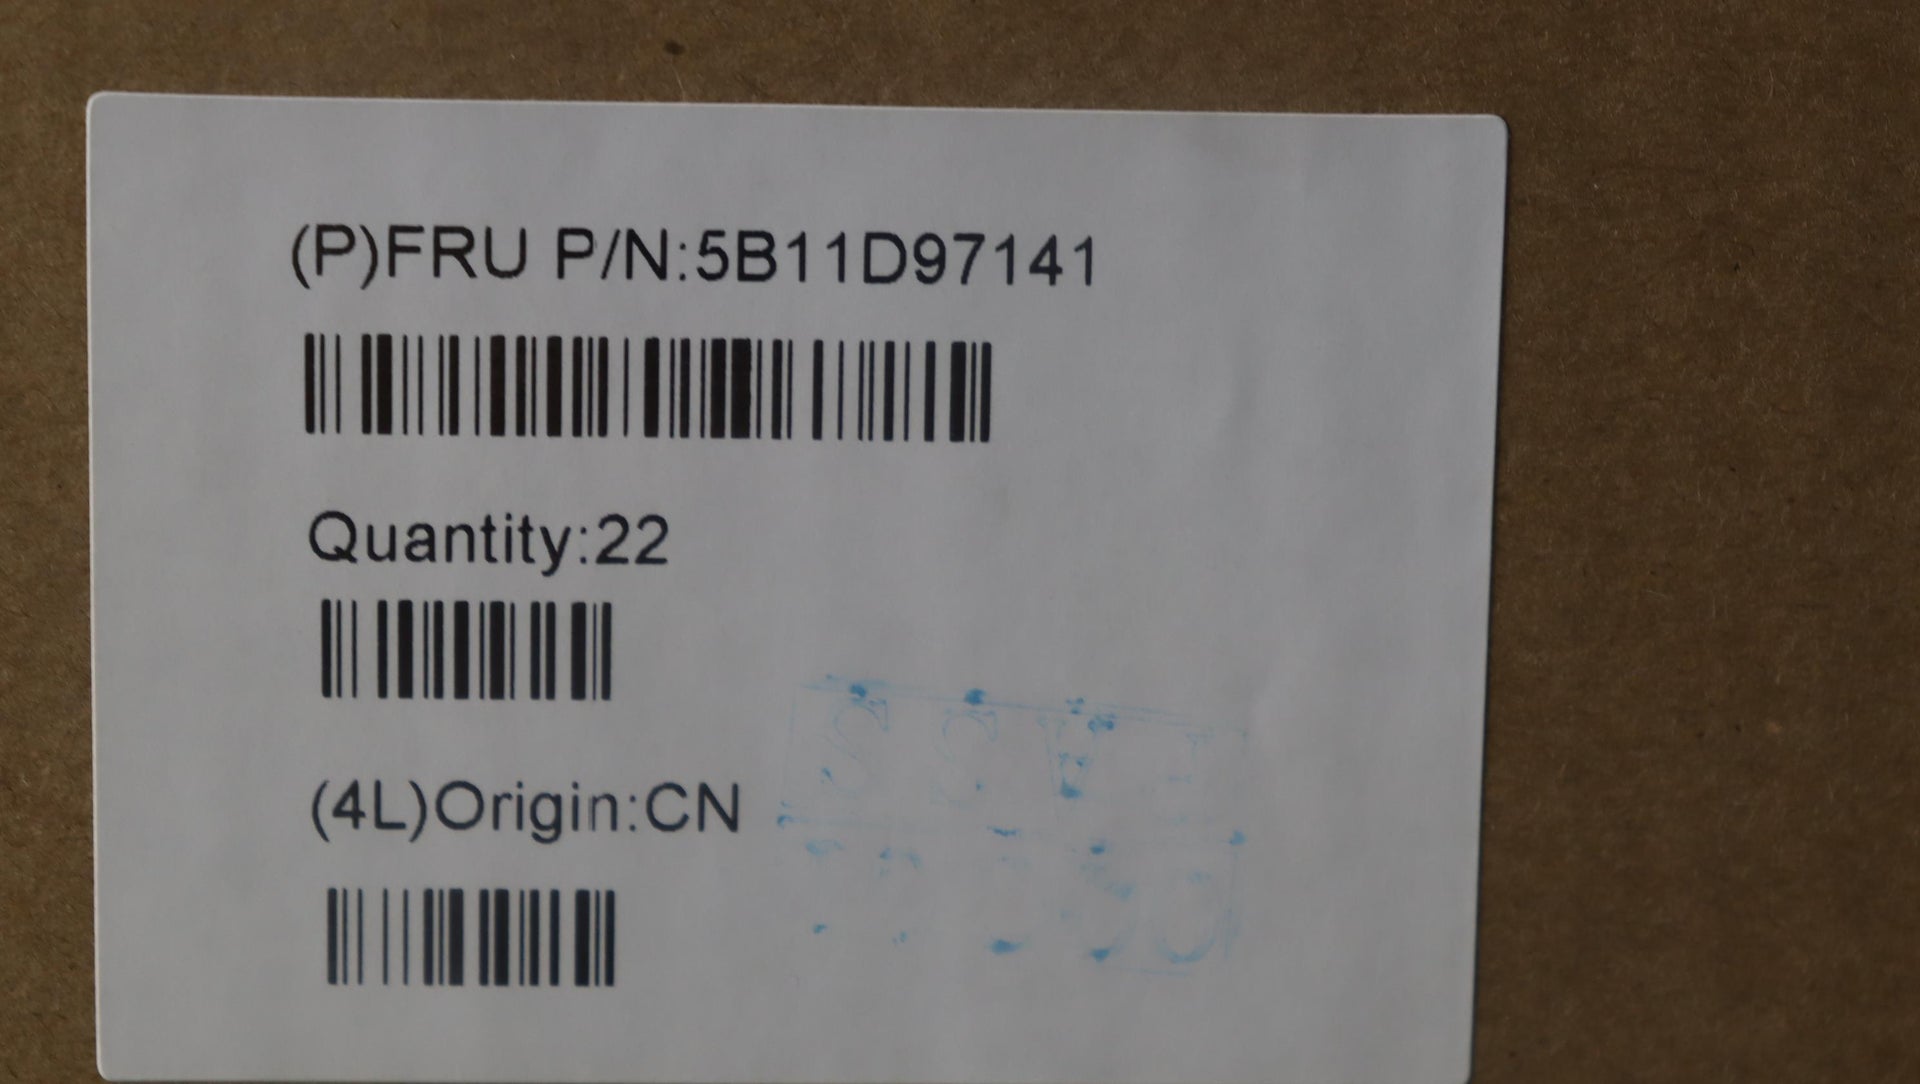 (P)FRU P/N:5B11D97141
Quantity:22
(4L)Origin:CN